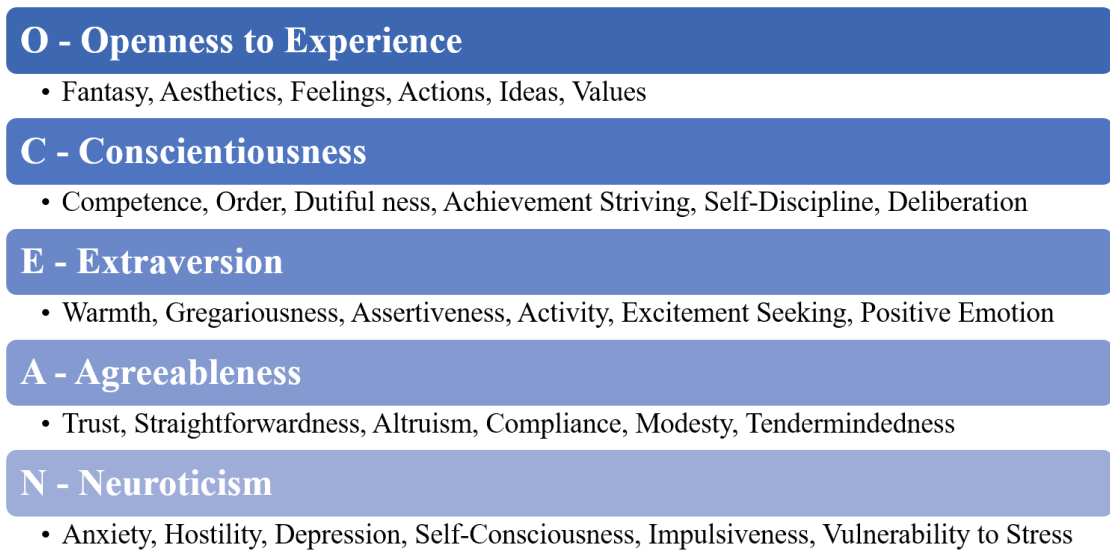 O - Openness to Experience
• Fantasy, Aesthetics, Feelings, Actions, Ideas, Values
C - Conscientiousness
• Competence, Order, Dutiful ness, Achievement Striving, Self-Discipline, Deliberation
E - Extraversion
• Warmth, Gregariousness, Assertiveness, Activity, Excitement Seeking, Positive Emotion
A - Agreeableness
• Trust, Straightforwardness, Altruism, Compliance, Modesty, Tendermindedness
N - Neuroticism
• Anxiety, Hostility, Depression, Self-Consciousness, Impulsiveness, Vulnerability to Stress